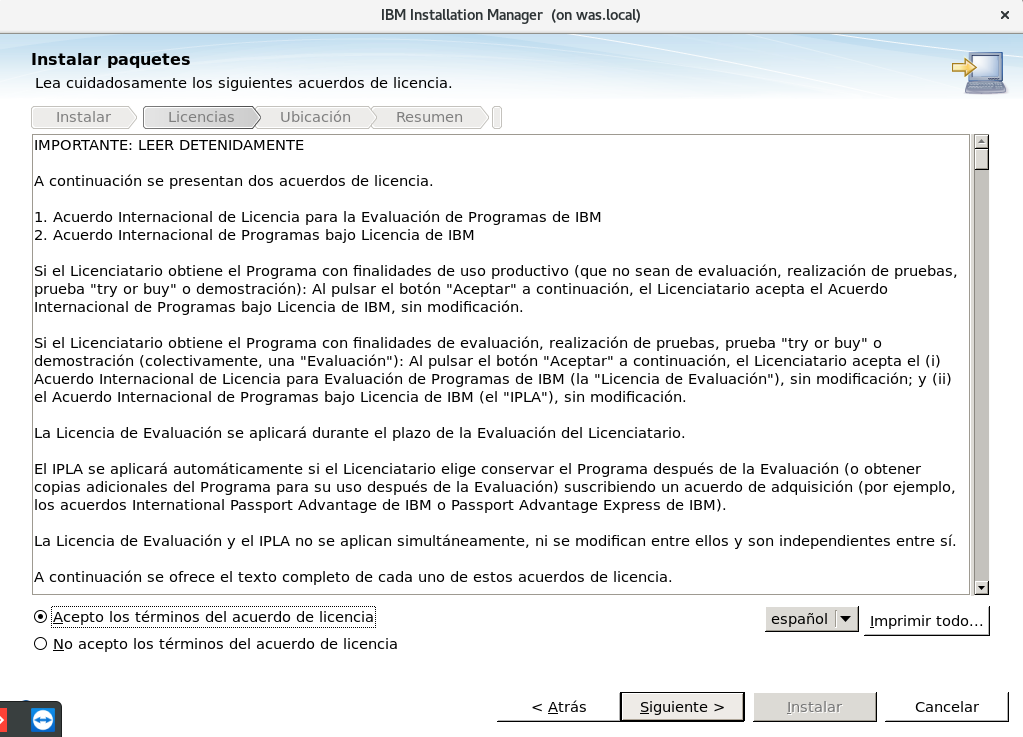 IBM Installation Manager (on was.local)
Instalar paquetes
Lea cuidadosamente los siguientes acuerdos de licencia.
Instalar
Licencias
Ubicación
Resumen
IMPORTANTE: LEER DETENIDAMENTE
A continuación se presentan dos acuerdos de licencia.
1. Acuerdo Internacional de Licencia para la Evaluación de Programas de IBM
2. Acuerdo Internacional de Programas bajo Licencia de IBM
Si el Licenciatario obtiene el Programa con finalidades de uso productivo (que no sean de evaluación, realización de pruebas,
prueba "try or buy" o demostración): Al pulsar el botón "Aceptar" a continuación, el Licenciatario acepta el Acuerdo
Internacional de Programas bajo Licencia de IBM, sin modificación.
Si el Licenciatario obtiene el Programa con finalidades de evaluación, realización de pruebas, prueba "try or buy" o
demostración (colectivamente, una "Evaluación"): Al pulsar el botón "Aceptar" a continuación, el Licenciatario acepta el (i)
Acuerdo Internacional de Licencia para Evaluación de Programas de IBM (la "Licencia de Evaluación"), sin modificación; y (ii)
el Acuerdo Internacional de Programas bajo Licencia de IBM (el "IPLA"), sin modificación.
La Licencia de Evaluación se aplicará durante el plazo de la Evaluación del Licenciatario.
El IPLA se aplicará automáticamente si el Licenciatario elige conservar el Programa después de la Evaluación (o obtener
copias adicionales del Programa para su uso después de la Evaluación) suscribiendo un acuerdo de adquisición (por ejemplo,
los acuerdos International Passport Advantage de IBM o Passport Advantage Express de IBM).
La Licencia de Evaluación y el IPLA no se aplican simultáneamente, ni se modifican entre ellos y son independientes entre sí.
A continuación se ofrece el texto completo de cada uno de estos acuerdos de licencia.
Acepto los términos del acuerdo de licencia
español
Imprimir todo...
No acepto los términos del acuerdo de licencia
< Atrás
Siguiente >
Instalar
Cancelar